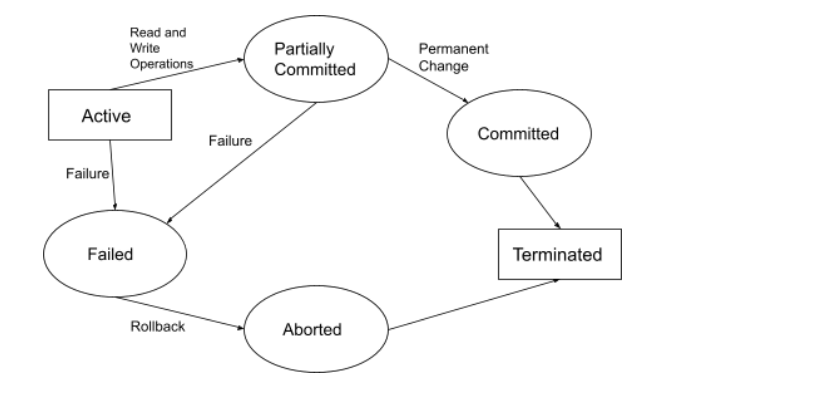 Read and
Write
Operations
Partially
Committed
Permanent
Change
Active
Committed
Failure
Failure
Failed
Terminated
Rollback
Aborted